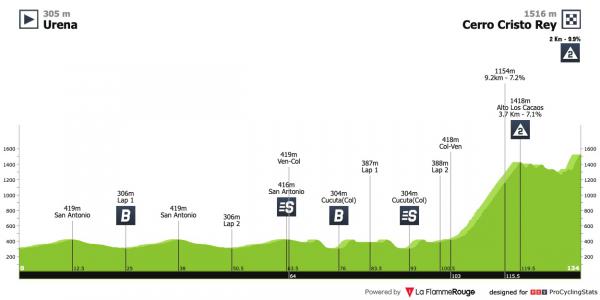 305 m
Urena
1516 m
Cerro Cristo Rey
2 Km - 9.9%
2
1154m
9.2km - 7.2%
1418m
Alto Los Cacaos
3.7 Km - 7.1%
2
419m
Ven-Col
418m
Col-Ven
416m
San Antonio
S
387m
Lap 1
388m
Lap 2
306m
Lap 1
B
304m
Cucuta(Col)
B
304m
Cucuta(Col)
S
419m
San Antonio
419m
San Antonio
306m
Lap 2
1600
1400
1200
1000
800
600
400
200
1600
1400
1200
1000
800
600
400
200
0 12.5 25 38 50.5 62.5 76 83.5 93 100.5 119.5 134
64 103 115.5
Powered by La FlammeRouge designed for PCS ProCyclingStats